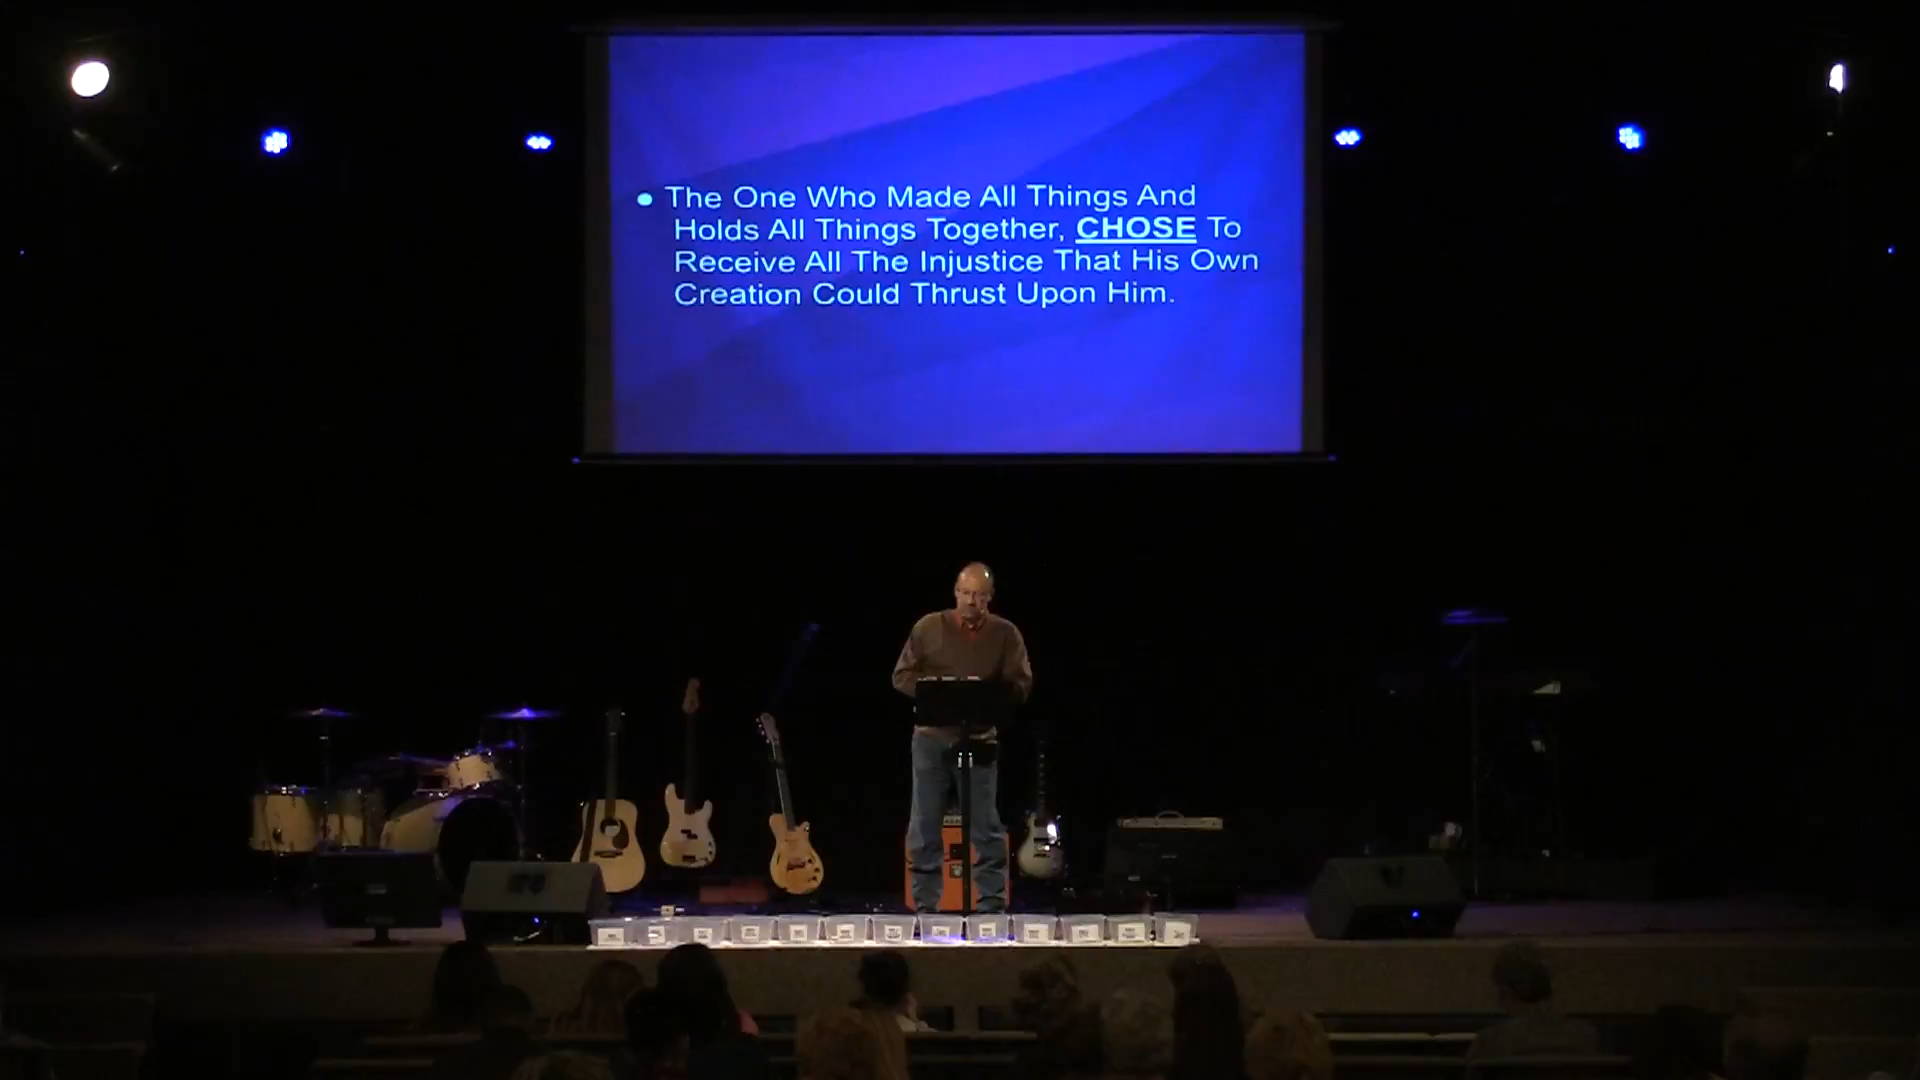 • The One Who Made All Things And
Holds All Things Together, CHOSE To
Receive All The Injustice That His Own
Creation Could Thrust Upon Him.